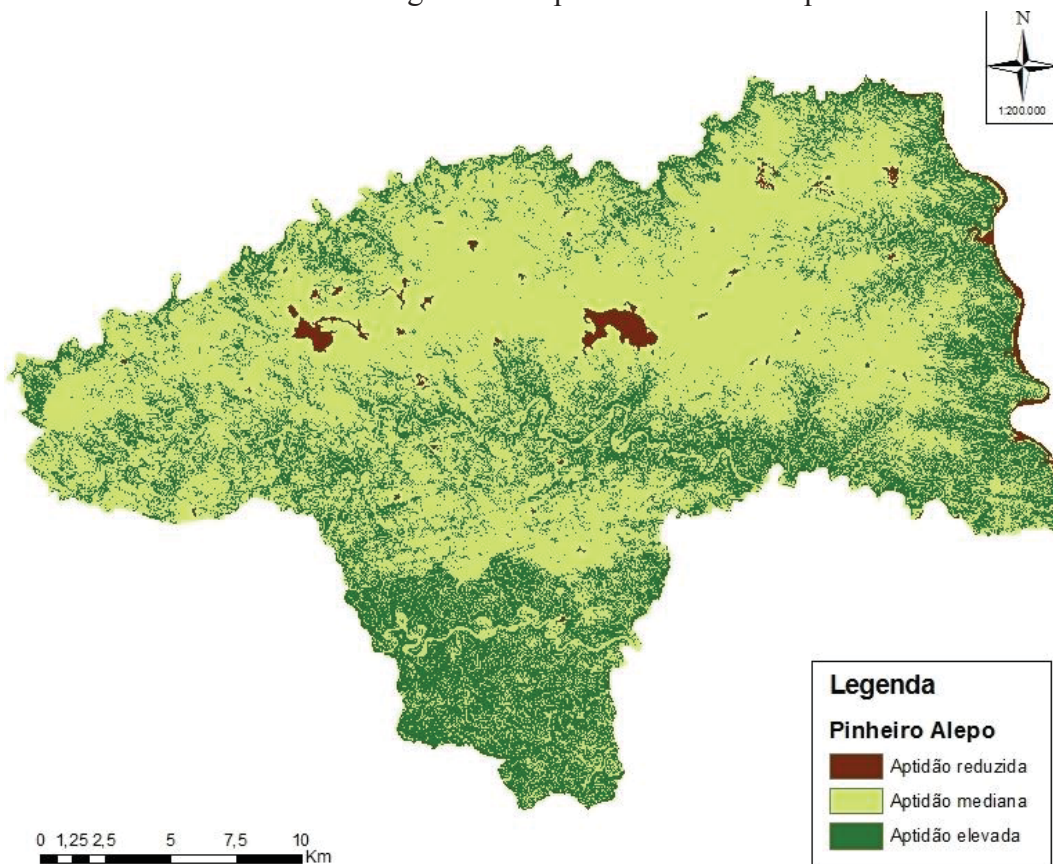 N
1:200.000
Legenda
Pinheiro Alepo
Aptidão reduzida
Aptidão mediana
Aptidão elevada
0 1,25 2,5 5 7,5 10
Km